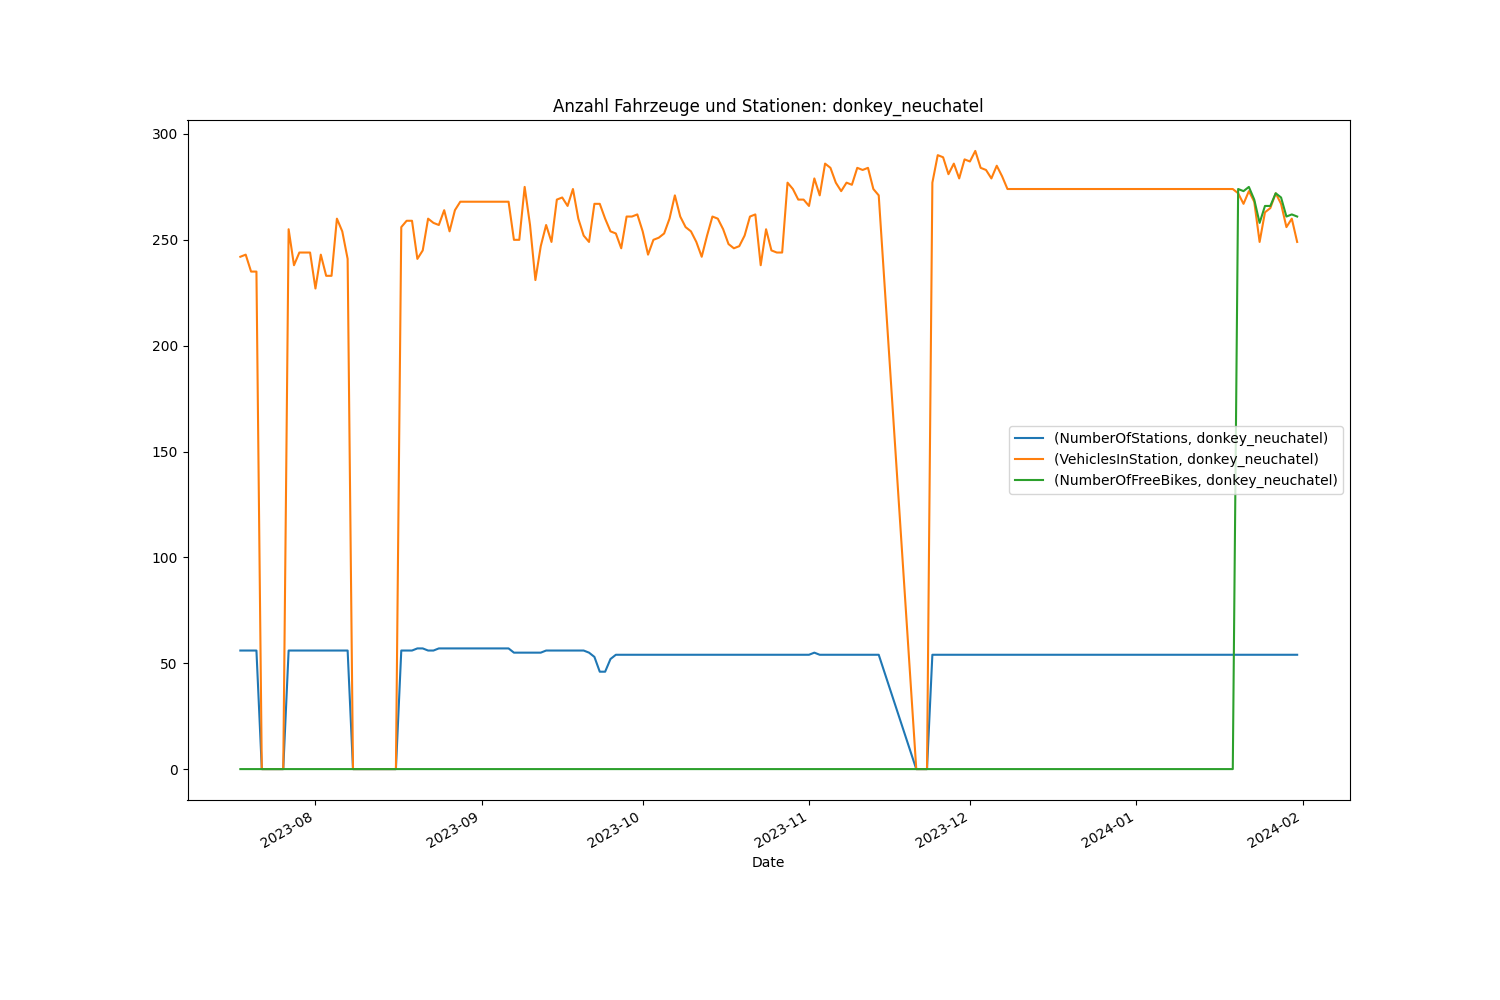 Anzahl Fahrzeuge und Stationen: donkey_neuchatel
300
250
200
150
100
50
0
(NumberOfStations, donkey_neuchatel)
(VehiclesInStation, donkey_neuchatel)
(NumberOfFreeBikes, donkey_neuchatel)
2023-08
2023-09
2023-10
2023-11
2023-12
2024-01
2024-02
Date